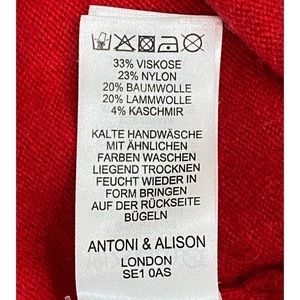 33% VISKOSE
23% NYLON
20% BAUMWOLLE
20% LAMMWOLLE
4% KASCHMIR
KALTE HANDWÄSCHE
MIT ÄHNLICHEN
FARBEN WASCHEN
LIEGEND TROCKNEN
FEUCHT WIEDER IN
FORM BRINGEN
AUF DER RÜCKSEITE
BÜGELN
ANTONI & ALISON
LONDON
SE1 0AS